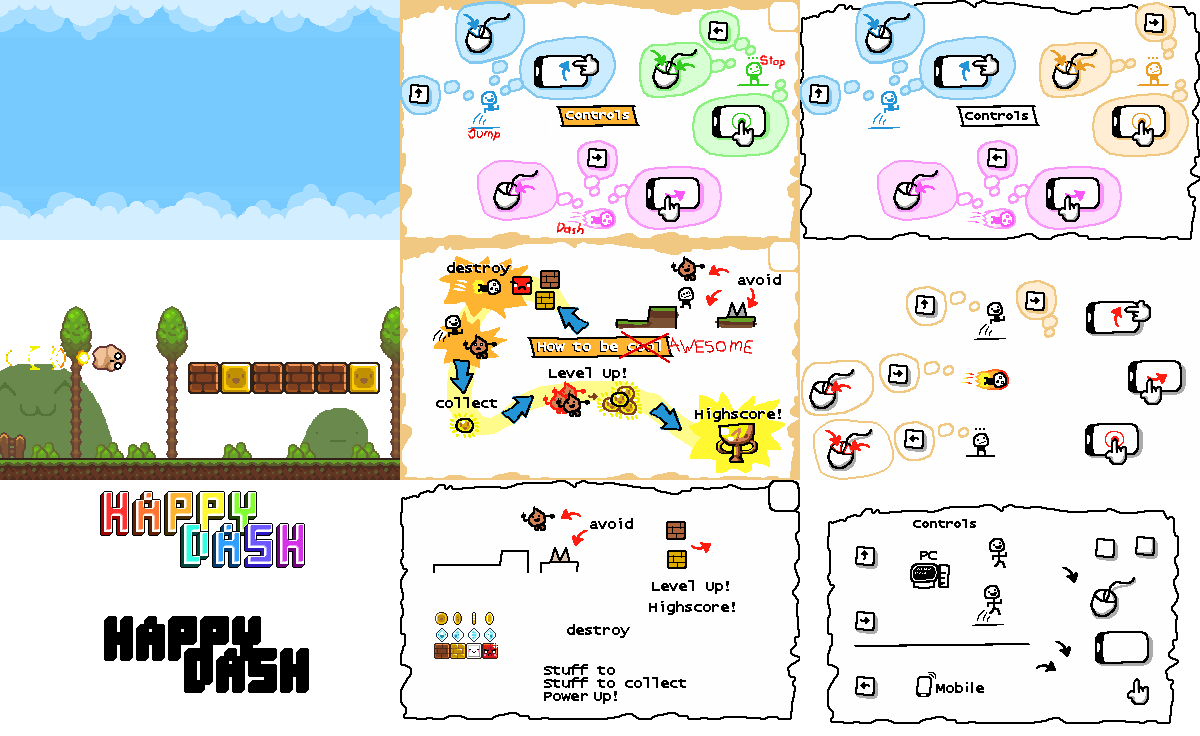 Stop
Controls
Jump
Dash
Controls
destroy
avoid
How to be cool AWESOME
Level Up!
collect
Highscore!
HAPPY
DASH
HAPPY
DASH
avoid
Level Up!
Highscore!
destroy
Stuff to
Stuff to collect
Power Up!
Controls
PC
Mobile